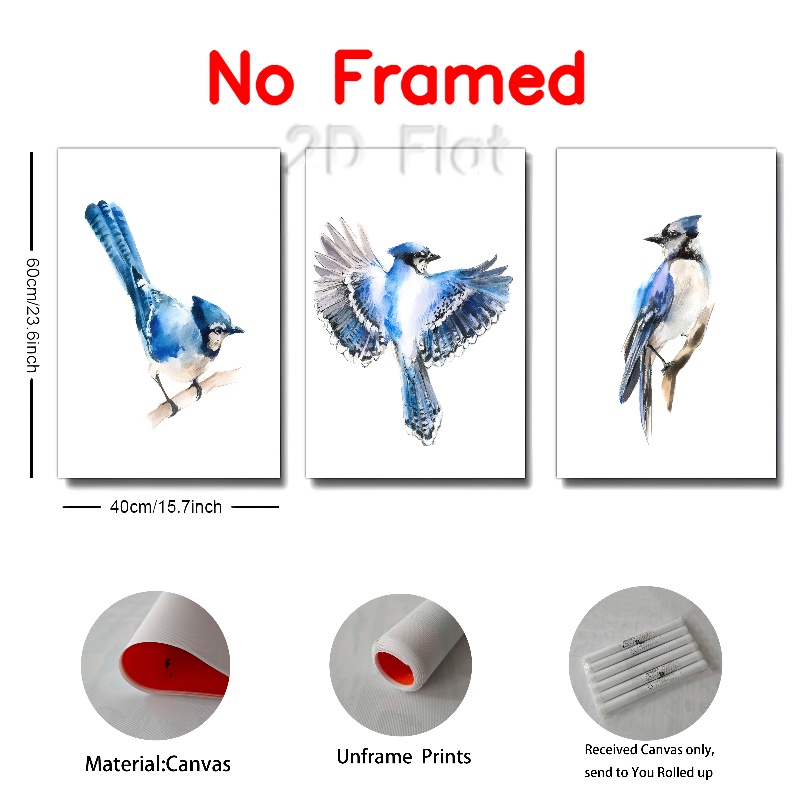 No Framed
2D Flat
60cm/23.6inch
40cm/15.7inch
Material:Canvas
Unframe Prints
Received Canvas only,
send to You Rolled up